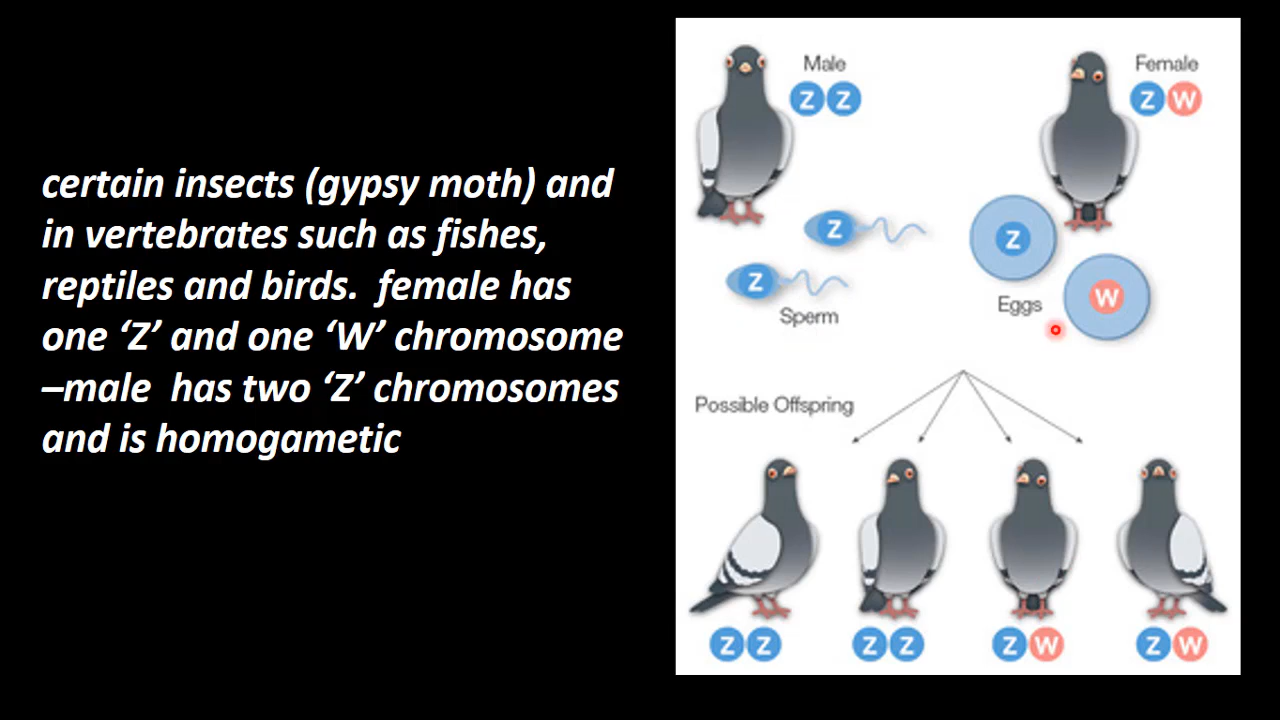 certain insects (gypsy moth) and
in vertebrates such as fishes,
reptiles and birds.  female has
one ‘Z’ and one ‘W’ chromosome
–male  has two ‘Z’ chromosomes
and is homogametic
Male
Z Z
Female
Z W
Z
Z
Sperm
Z
W
Eggs
Possible Offspring
Z Z
Z Z
Z W
Z W